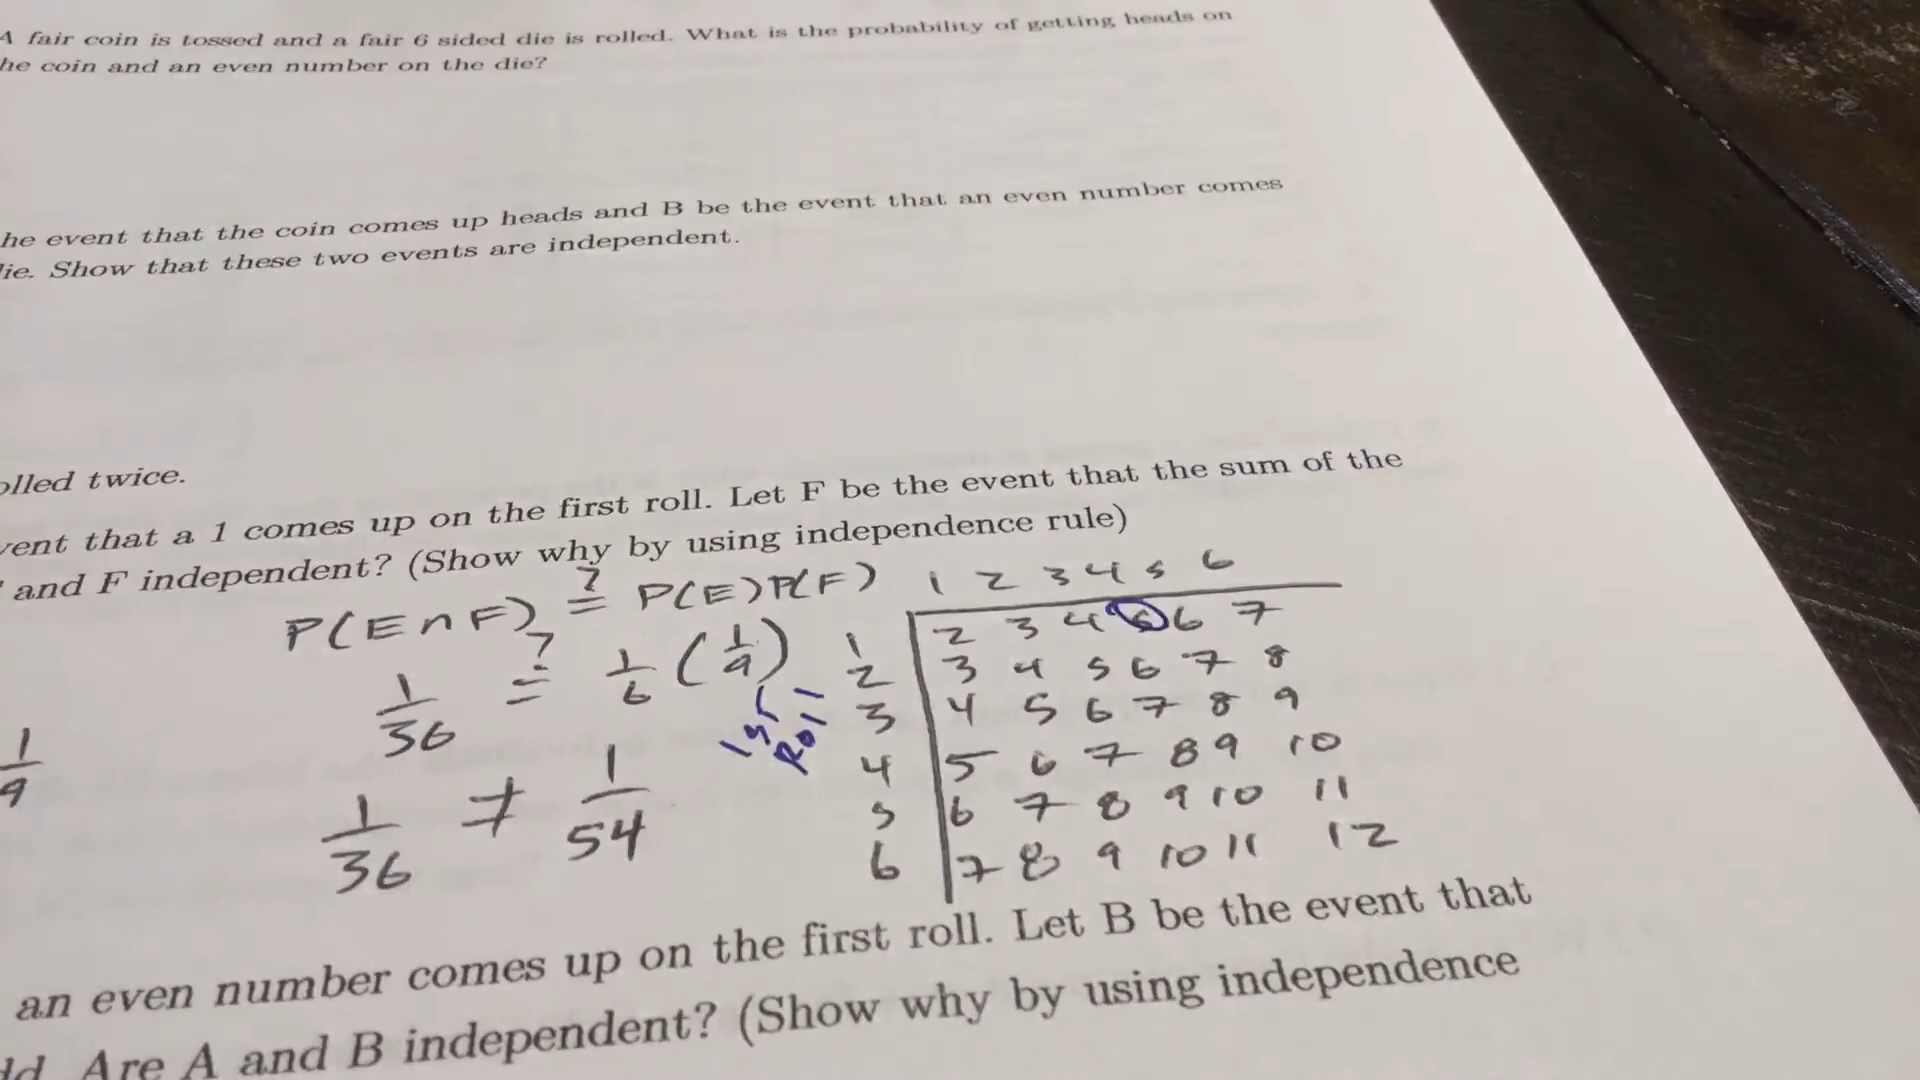 A fair coin is tossed and a fair 6 sided die is rolled. What is the probability of getting heads on
he coin and an even number on the die?
he event that the coin comes up heads and B be the event that an even number comes
ie. Show that these two events are independent.
olled twice.
vent that a 1 comes up on the first roll. Let F be the event that the sum of the
and F independent? (Show why by using independence rule)
P(E∩F) ?= P(E)P(F)
1/36 ?= 1/6 (1/9)
1/9
1/36 ≠ 1/54
1st
Roll
1 2 3 4 5 6
1 2 3 4 5 6 7
2 3 4 5 6 7 8
3 4 5 6 7 8 9
4 5 6 7 8 9 10
5 6 7 8 9 10 11
6 7 8 9 10 11 12
an even number comes up on the first roll. Let B be the event that
dd. Are A and B independent? (Show why by using independence